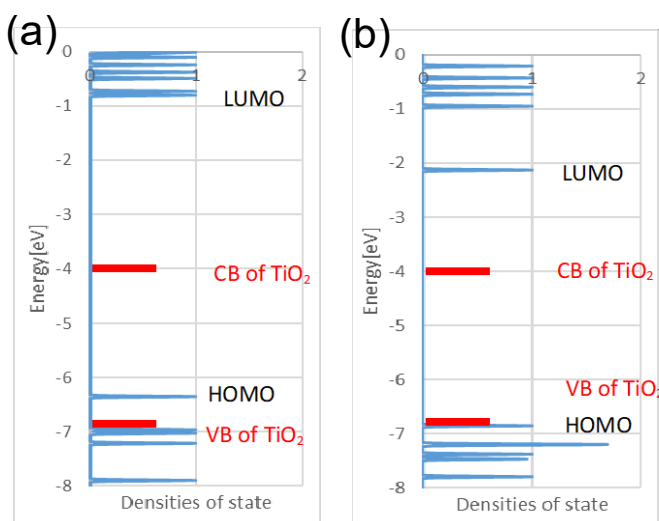 (a)
0
0
1
2
-1
LUMO
-2
-3
Energy[eV]
-4
CB of TiO₂
-5
-6
HOMO
-7
VB of TiO₂
-8
Densities of state
(b)
0
0
1
2
-1
-2
LUMO
-3
Energy[eV]
-4
CB of TiO₂
-5
-6
VB of TiO₂
HOMO
-7
-8
Densities of state